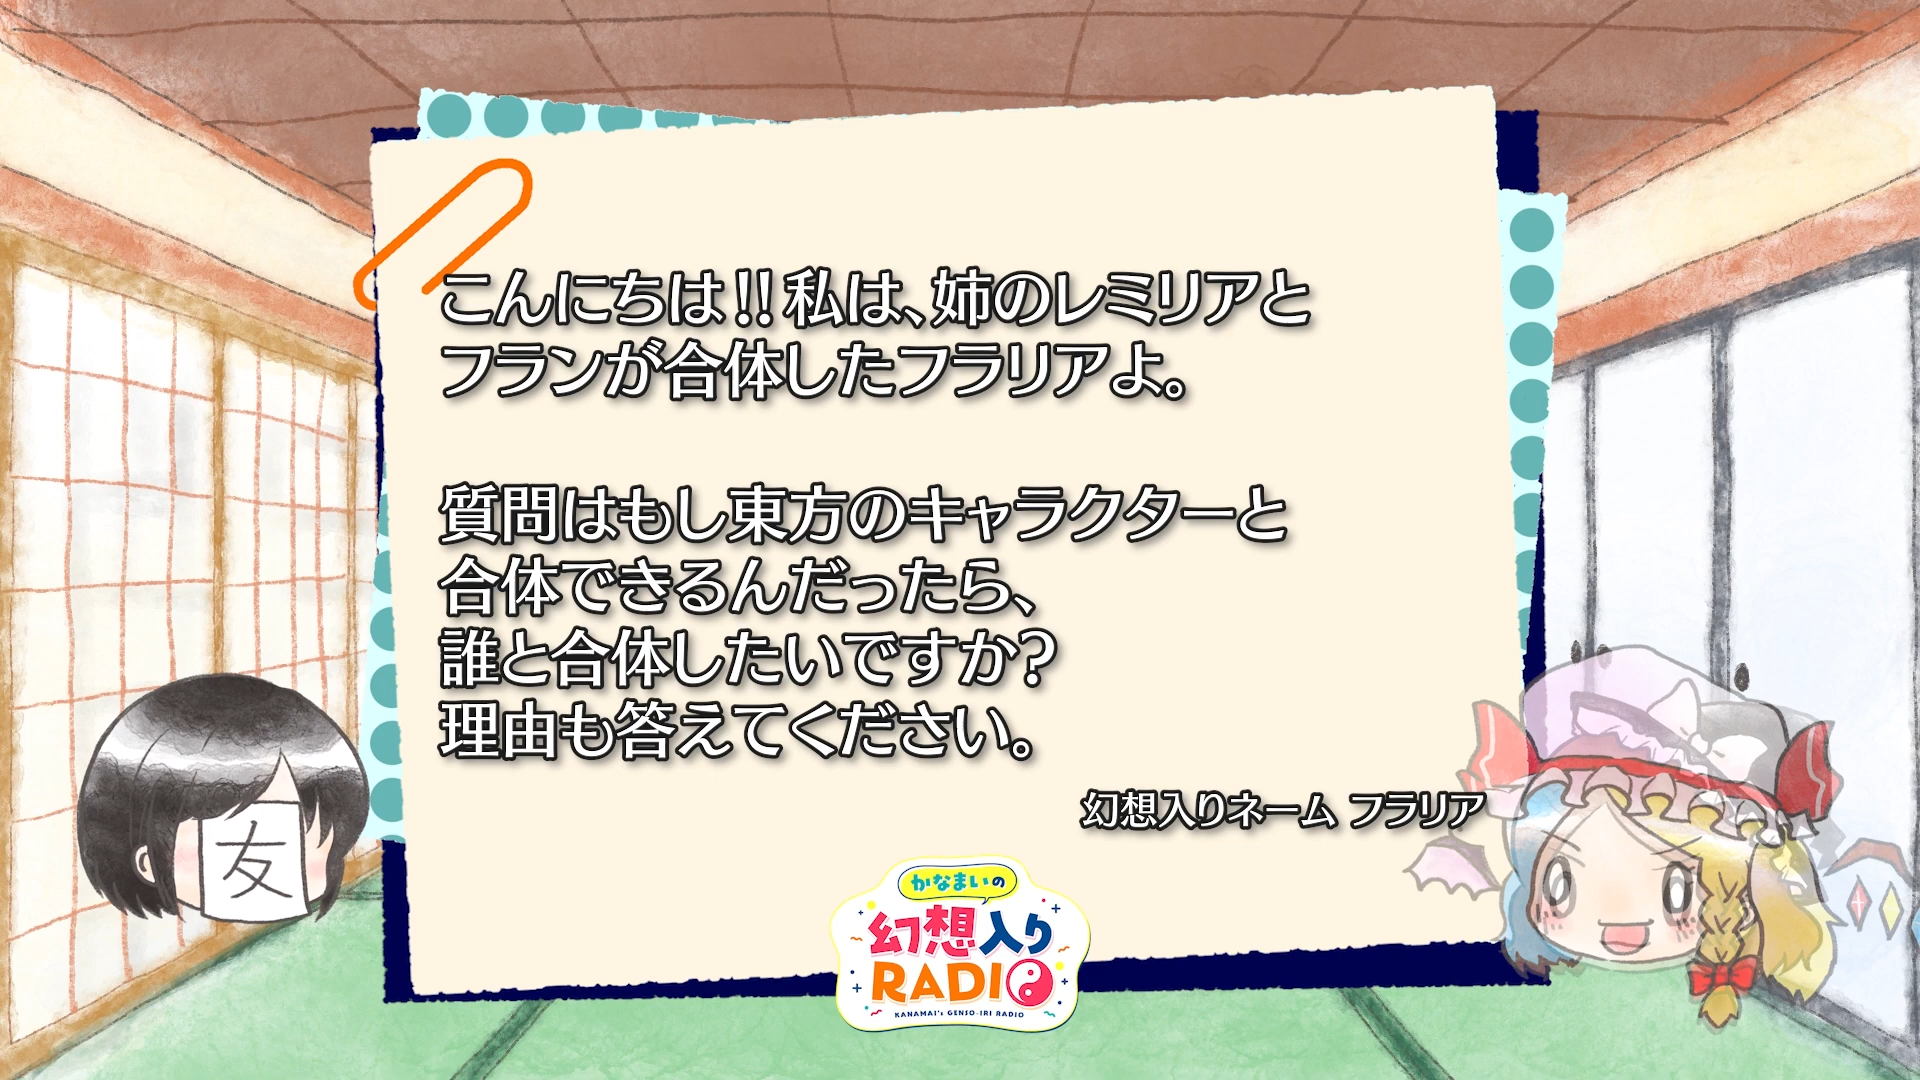 こんにちは!!私は、姉のレミリアと
フランが合体したフラリアよ。
質問はもし東方のキャラクターと
合体できるんだったら、
誰と合体したいですか?
理由も答えてください。
幻想入りネーム フラリア
友
かなまいの
幻想入り
RADIO
KANAMAI's GENSO-IRI RADIO